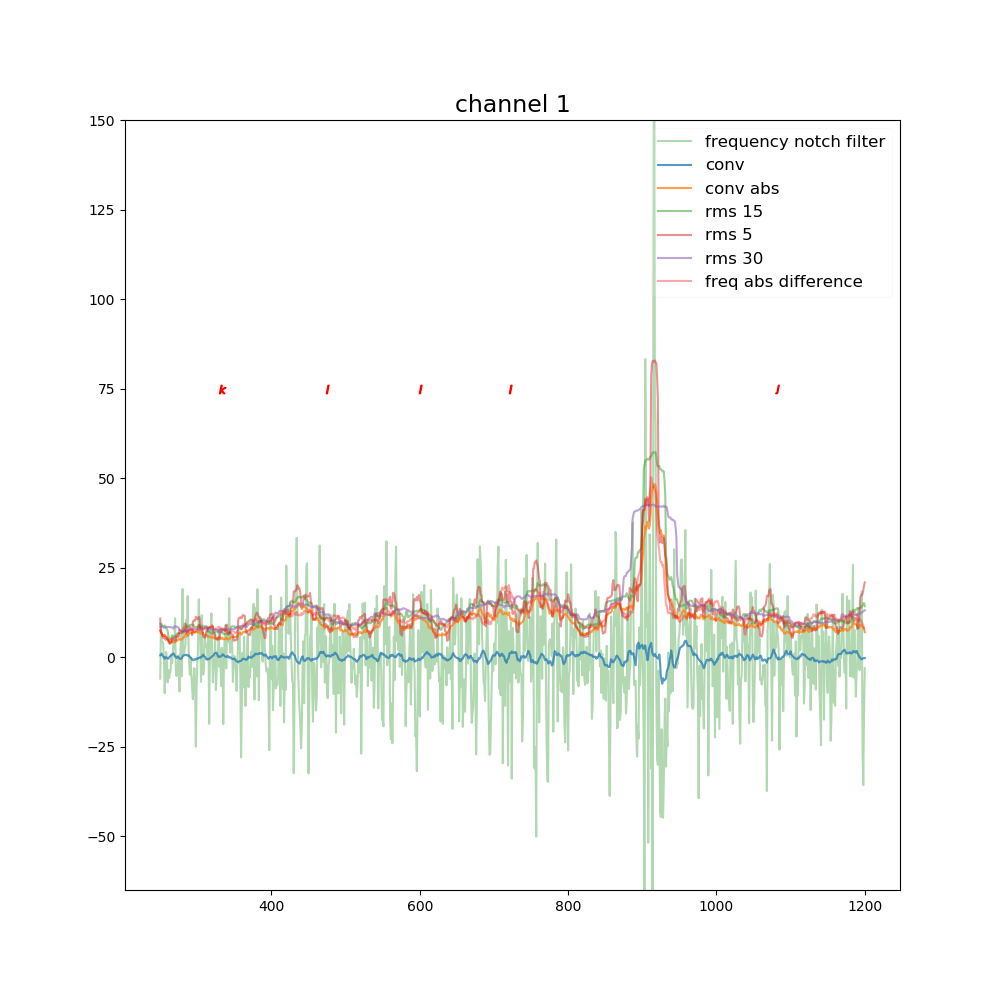 channel 1
150
125
100
75
50
25
0
−25
−50
frequency notch filter
conv
conv abs
rms 15
rms 5
rms 30
freq abs difference
k l l l J
400 600 800 1000 1200